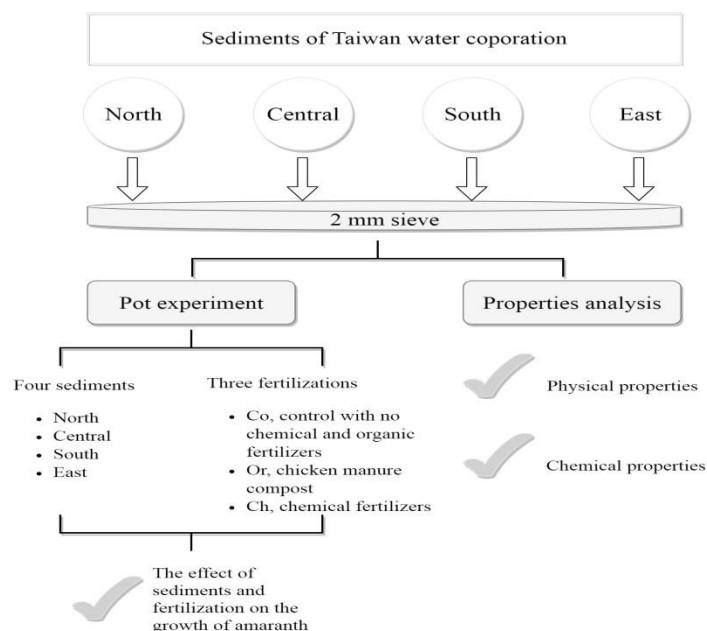 Sediments of Taiwan water coporation
North
Central
South
East
2 mm sieve
Pot experiment
Properties analysis
Four sediments
• North
• Central
• South
• East
Three fertilizations
• Co, control with no
chemical and organic
fertilizers
• Or, chicken manure
compost
• Ch, chemical fertilizers
Physical properties
Chemical properties
The effect of
sediments and
fertilization on the
growth of amaranth